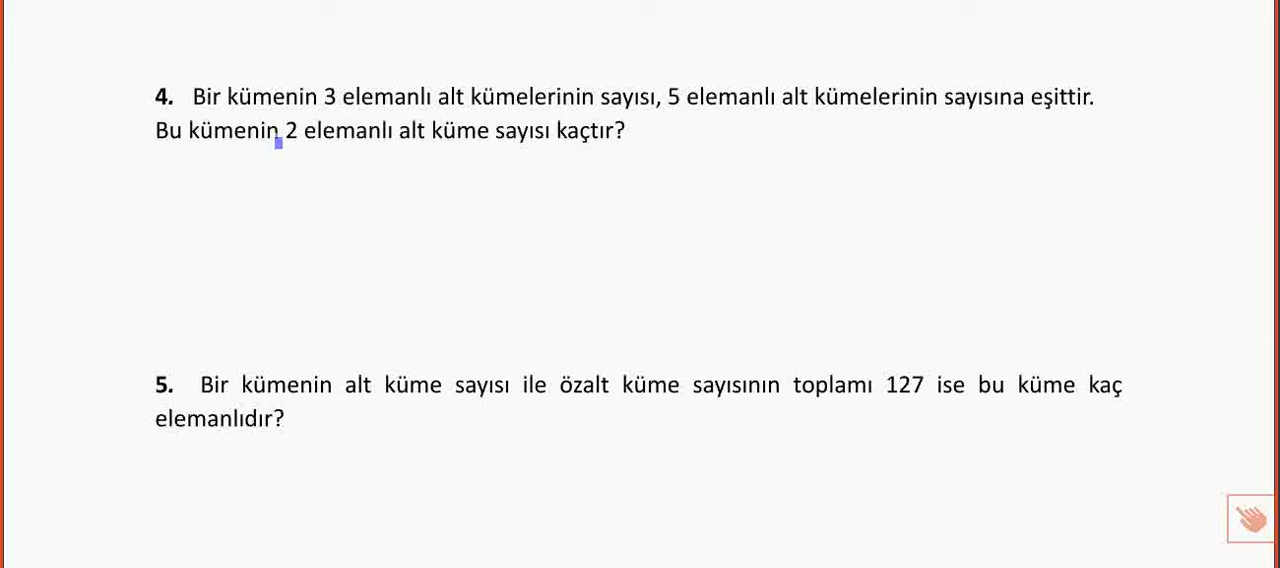 4. Bir kümenin 3 elemanlı alt kümelerinin sayısı, 5 elemanlı alt kümelerinin sayısına eşittir.
Bu kümenin 2 elemanlı alt küme sayısı kaçtır?
5. Bir kümenin alt küme sayısı ile özalt küme sayısının toplamı 127 ise bu küme kaç
elemanlıdır?